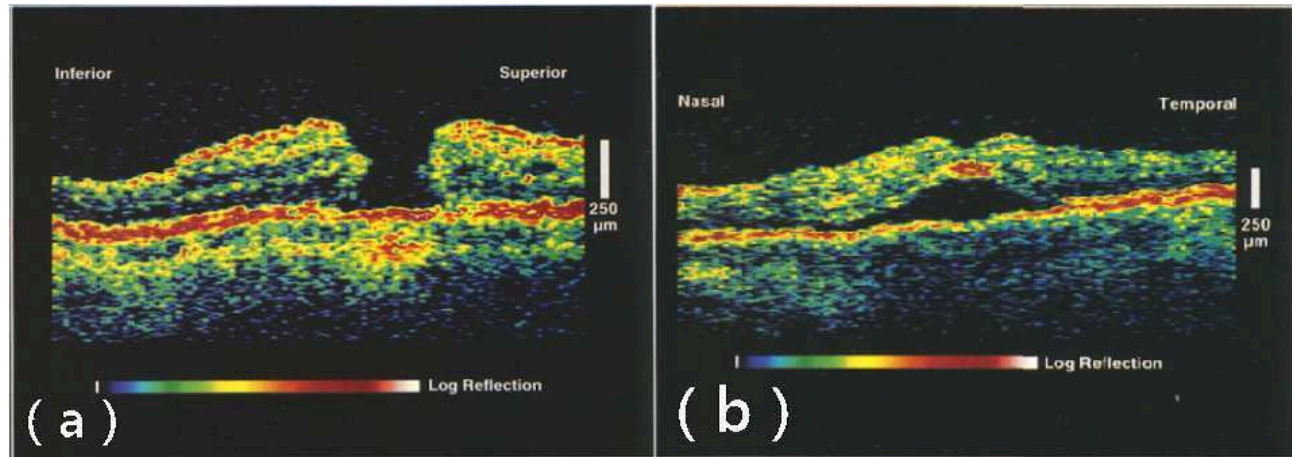 Inferior
Superior
250
μm
Log Reflection
( a )
Nasal
Temporal
250
μm
Log Reflection
( b )